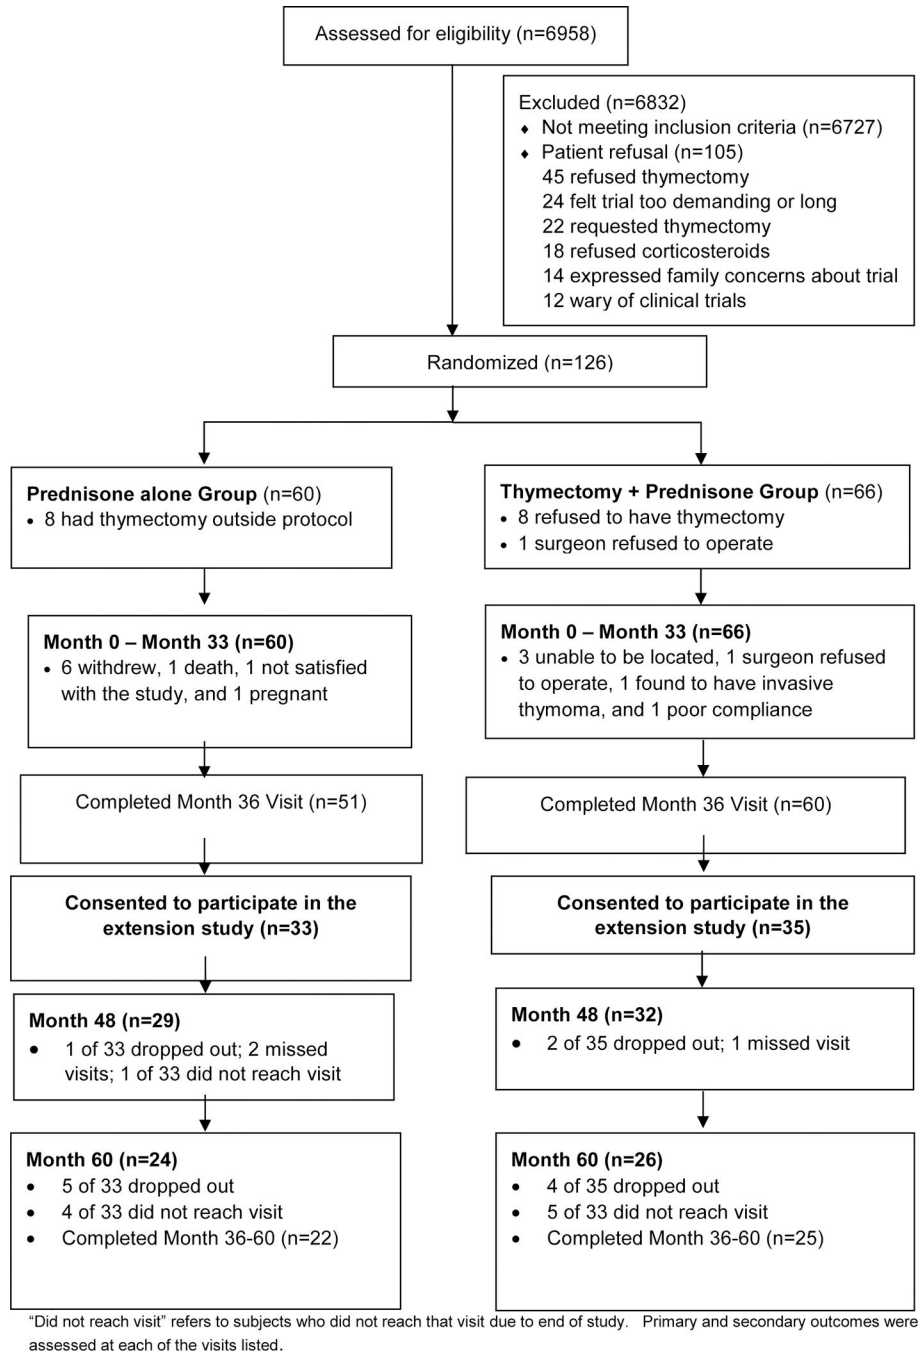 Assessed for eligibility (n=6958)
Excluded (n=6832)
♦ Not meeting inclusion criteria (n=6727)
♦ Patient refusal (n=105)
45 refused thymectomy
24 felt trial too demanding or long
22 requested thymectomy
18 refused corticosteroids
14 expressed family concerns about trial
12 wary of clinical trials
Randomized (n=126)
Prednisone alone Group (n=60)
• 8 had thymectomy outside protocol
Thymectomy + Prednisone Group (n=66)
• 8 refused to have thymectomy
• 1 surgeon refused to operate
Month 0 – Month 33 (n=60)
• 6 withdrew, 1 death, 1 not satisfied
with the study, and 1 pregnant
Month 0 – Month 33 (n=66)
• 3 unable to be located, 1 surgeon refused
to operate, 1 found to have invasive
thymoma, and 1 poor compliance
Completed Month 36 Visit (n=51)
Completed Month 36 Visit (n=60)
Consented to participate in the
extension study (n=33)
Consented to participate in the
extension study (n=35)
Month 48 (n=29)
• 1 of 33 dropped out; 2 missed
visits; 1 of 33 did not reach visit
Month 48 (n=32)
• 2 of 35 dropped out; 1 missed visit
Month 60 (n=24)
• 5 of 33 dropped out
• 4 of 33 did not reach visit
• Completed Month 36-60 (n=22)
Month 60 (n=26)
• 4 of 35 dropped out
• 5 of 33 did not reach visit
• Completed Month 36-60 (n=25)
“Did not reach visit” refers to subjects who did not reach that visit due to end of study. Primary and secondary outcomes were
assessed at each of the visits listed.